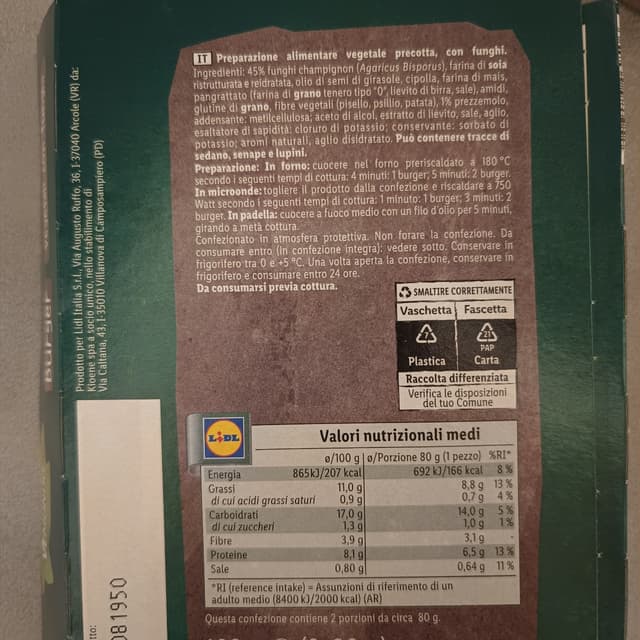 IT Preparazione alimentare vegetale precotta, con funghi.
Ingredienti: 45% funghi champignon (Agaricus Bisporus), farina di soia
ristrutturata e reidratata, olio di semi di girasole, cipolla, farina di mais,
pangrattato (farina di grano tenero tipo "0", lievito di birra, sale), amidi,
glutine di grano, fibre vegetali (pisello, psillio, patata), 1% prezzemolo,
addensante: metilcellulosa; aceto di alcol, estratto di lievito, sale, aglio,
esaltatore di sapidità: cloruro di potassio; conservante: sorbato di
potassio; aromi naturali, aglio disidratato. Può contenere tracce di
sedano, senape e lupini.
Preparazione: In forno: cuocere nel forno preriscaldato a 180 °C
secondo i seguenti tempi di cottura: 4 minuti: 1 burger; 5 minuti: 2 burger.
In microonde: togliere il prodotto dalla confezione e riscaldare a 750
Watt secondo i seguenti tempi di cottura: 1 minuto: 1 burger; 3 minuti: 2
burger. In padella: cuocere a fuoco medio con un filo d'olio per 5 minuti,
girando a metà cottura.
Confezionato in atmosfera protettiva. Non forare la confezione. Da
consumare entro (in confezione integra): vedere sotto. Conservare in
frigorifero tra 0 e +5 °C. Una volta aperta la confezione, conservare in
frigorifero e consumare entro 24 ore.
Da consumarsi previa cottura.
SMALTIRE CORRETTAMENTE
Vaschetta Fascetta
7 21
PAP
Plastica Carta
Raccolta differenziata
Verifica le disposizioni
del tuo Comune
LIDL
Valori nutrizionali medi
ø/100 g ø/Porzione 80 g (1 pezzo) %RI*
Energia 865kJ/207 kcal 692 kJ/166 kcal 8 %
Grassi 11,0 g 8,8 g 13 %
di cui acidi grassi saturi 0,9 g 0,7 g 4 %
Carboidrati 17,0 g 14,0 g 5 %
di cui zuccheri 1,3 g 1,0 g 1 %
Fibre 3,9 g 3,1 g -
Proteine 8,1 g 6,5 g 13 %
Sale 0,80 g 0,64 g 11 %
*RI (reference intake) = Assunzioni di riferimento di un
adulto medio (8400 kJ/2000 kcal) (AR)
Questa confezione contiene 2 porzioni da circa 80 g.
Prodotto per Lidl Italia S.r.l., Via Augusto Ruffo, 36, I-37040 Arcole (VR) da:
Kioene spa a socio unico, nello stabilimento di
Via Caltana, 43, I-35010 Villanova di Camposampiero (PD)
Burger
081950